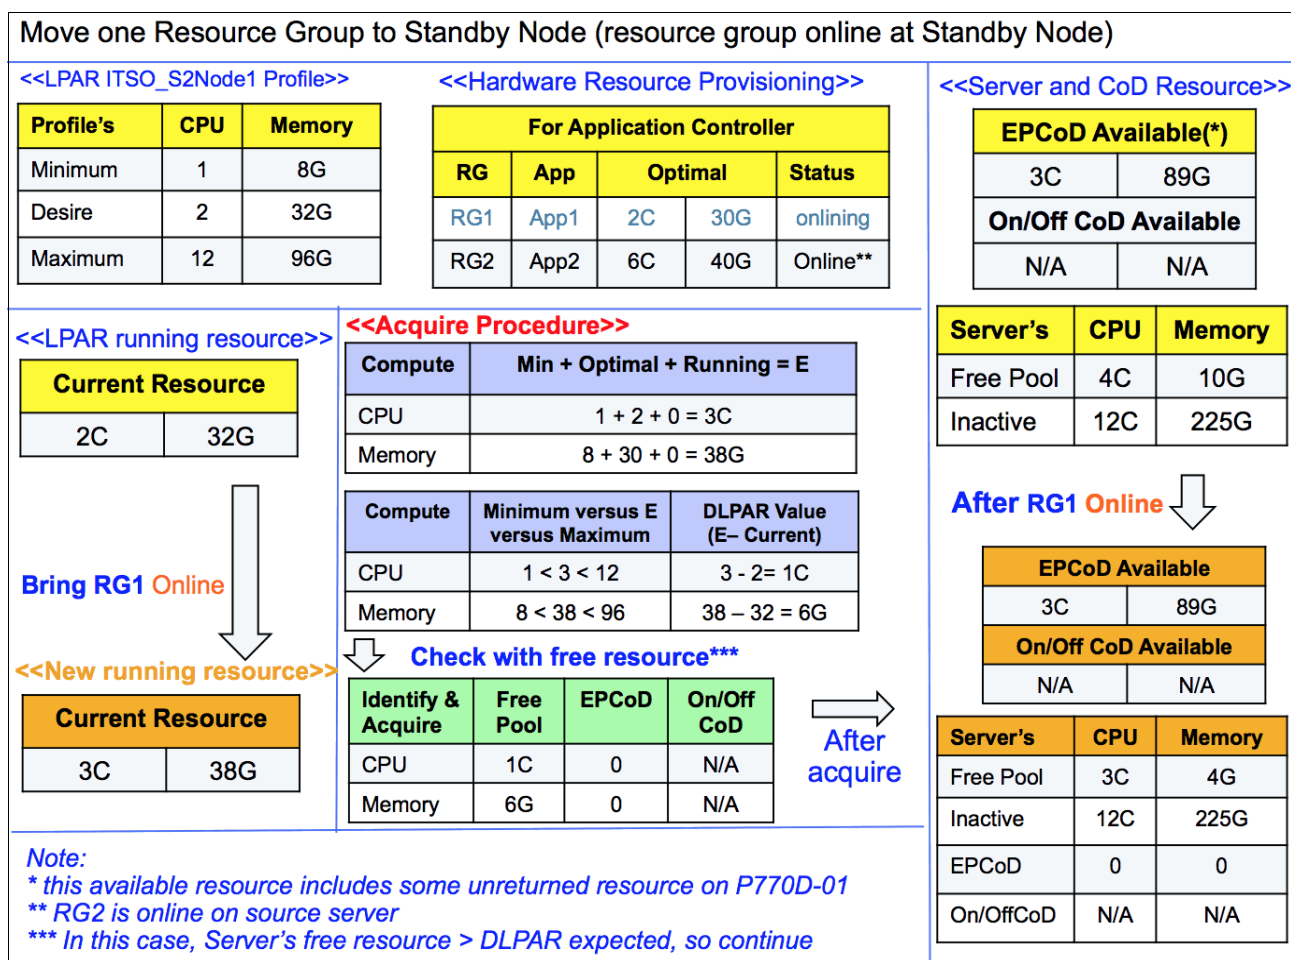 Move one Resource Group to Standby Node (resource group online at Standby Node)
<<LPAR ITSO_S2Node1 Profile>>
Profile's CPU Memory
Minimum 1 8G
Desire 2 32G
Maximum 12 96G
<<Hardware Resource Provisioning>>
For Application Controller
RG App Optimal Status
RG1 App1 2C 30G onlining
RG2 App2 6C 40G Online**
<<Server and CoD Resource>>
EPCoD Available(*)
3C 89G
On/Off CoD Available
N/A N/A
Server's CPU Memory
Free Pool 4C 10G
Inactive 12C 225G
<<LPAR running resource>>
Current Resource
2C 32G
Bring RG1 Online
<<New running resource>>
Current Resource
3C 38G
<<Acquire Procedure>>
Compute Min + Optimal + Running = E
CPU 1 + 2 + 0 = 3C
Memory 8 + 30 + 0 = 38G
Compute Minimum versus E versus Maximum DLPAR Value (E– Current)
CPU 1 < 3 < 12 3 - 2= 1C
Memory 8 < 38 < 96 38 – 32 = 6G
Check with free resource***
Identify & Acquire Free Pool EPCoD On/Off CoD
CPU 1C 0 N/A
Memory 6G 0 N/A
After
acquire
After RG1 Online
EPCoD Available
3C 89G
On/Off CoD Available
N/A N/A
Server's CPU Memory
Free Pool 3C 4G
Inactive 12C 225G
EPCoD 0 0
On/OffCoD N/A N/A
Note:
* this available resource includes some unreturned resource on P770D-01
** RG2 is online on source server
*** In this case, Server's free resource > DLPAR expected, so continue